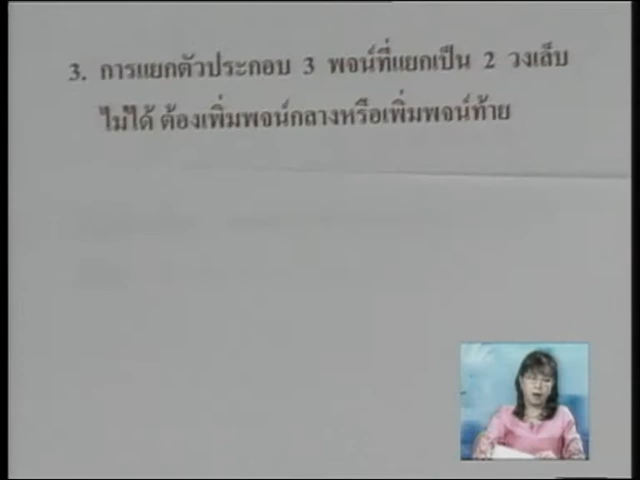 3. การแยกตัวประกอบ 3 พจน์ที่แยกเป็น 2 วงเล็บ
ไม่ได้ ต้องเพิ่มพจน์กลางหรือเพิ่มพจน์ท้าย